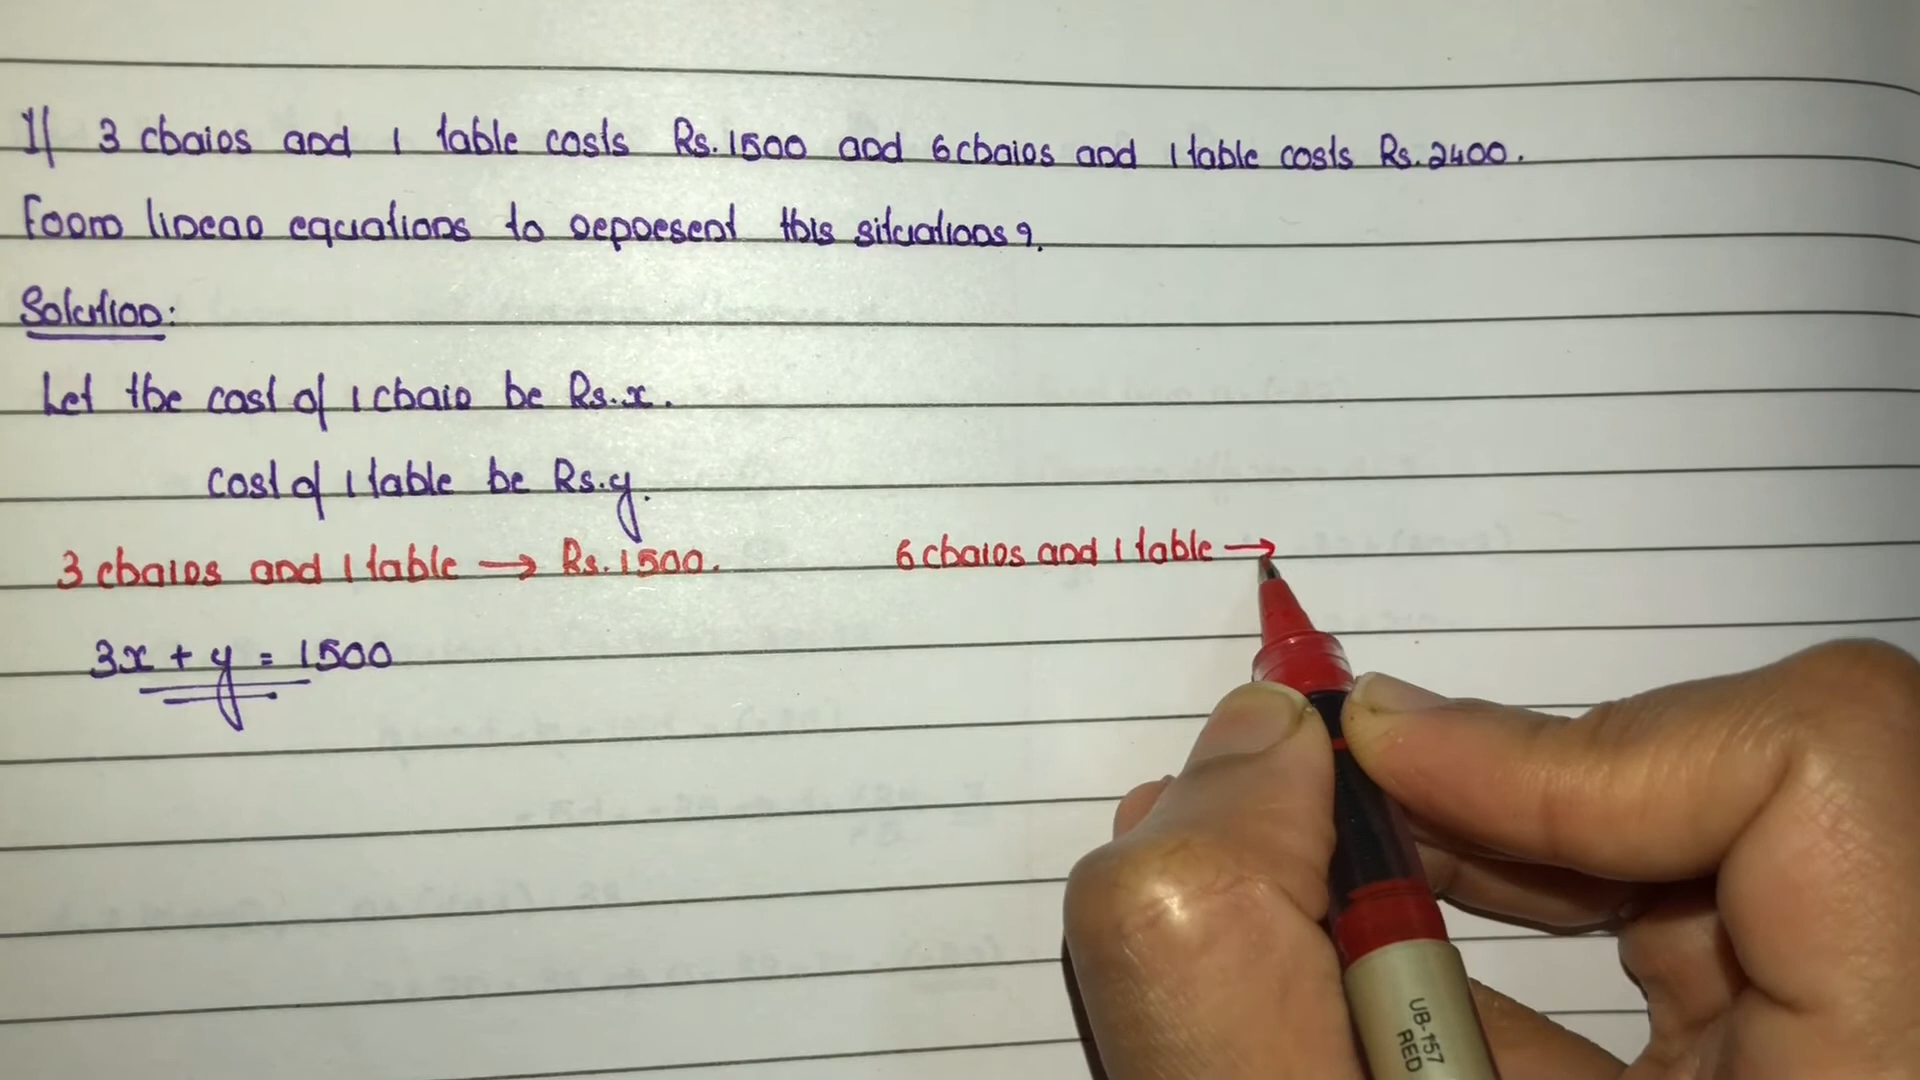 If 3 chairs and 1 table costs Rs.1500 and 6 chairs and 1 table costs Rs.2400.
Form linear equations to represent this situations?.
Solution:
Let the cost of 1 chair be Rs.x.
cost of 1 table be Rs.y.
3 chairs and 1 table → Rs.1500.
3x + y = 1500
6 chairs and 1 table →
UB-157
RED